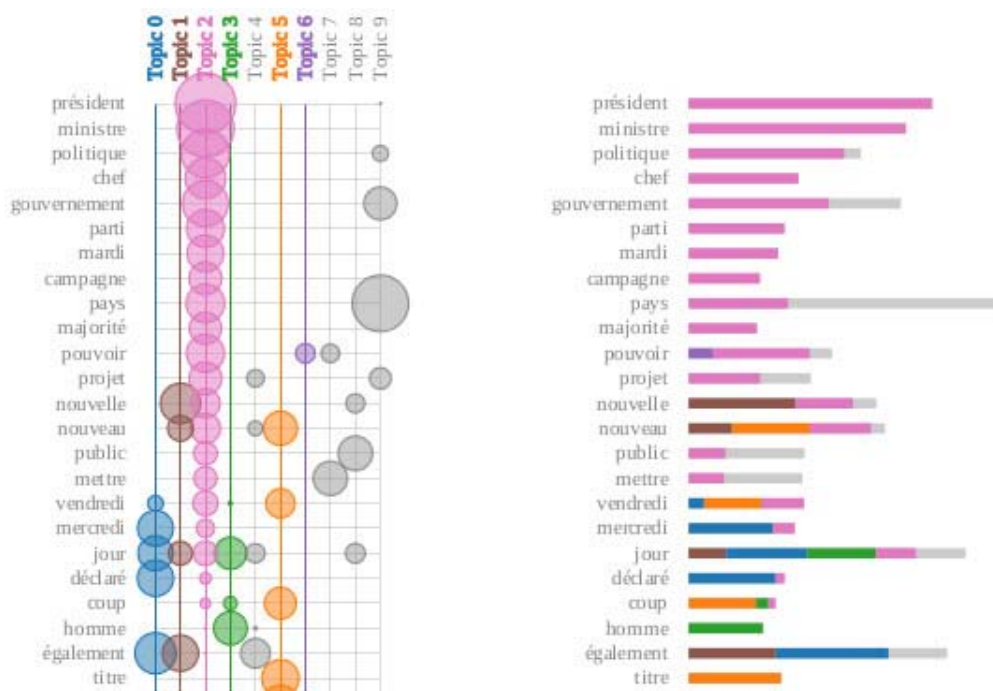 Topic 0 Topic 1 Topic 2 Topic 3 Topic 4 Topic 5 Topic 6 Topic 7 Topic 8 Topic 9
président président
ministre ministre
politique politique
chef chef
gouvernement gouvernement
parti parti
mardi mardi
campagne campagne
pays pays
majorité majorité
pouvoir pouvoir
projet projet
nouvelle nouvelle
nouveau nouveau
public public
mettre mettre
vendredi vendredi
mercredi mercredi
jour jour
déclaré déclaré
coup coup
homme homme
également également
titre titre